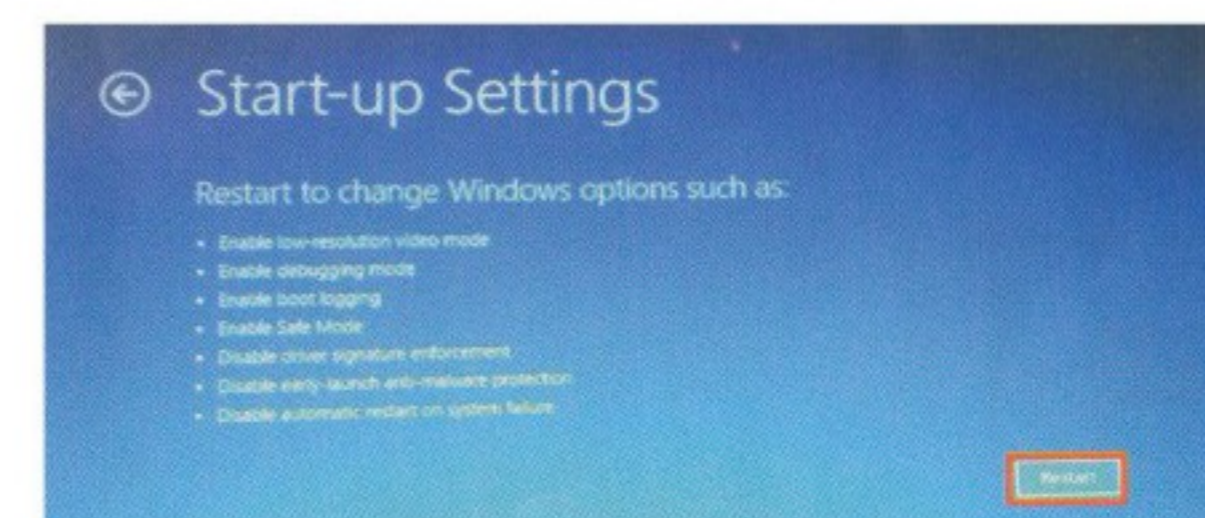 Start-up Settings
Restart to change Windows options such as:
• Enable low-resolution video mode
• Enable debugging mode
• Enable boot logging
• Enable Safe Mode
• Disable driver signature enforcement
• Disable early-launch anti-malware protection
• Disable automatic restart on system failure
Restart